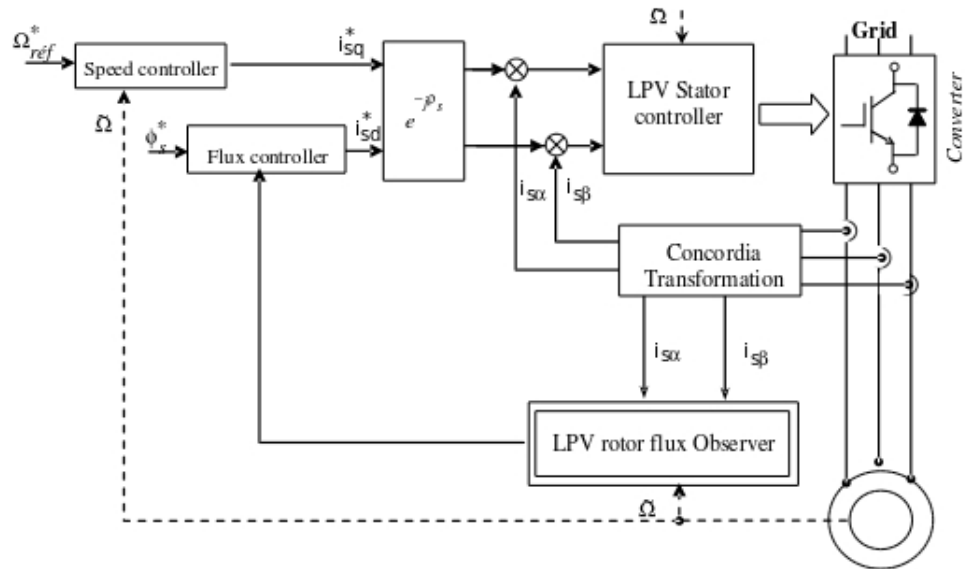 Ω*réf
Speed controller
i*sq
Ω
Grid
LPV Stator
controller
e^-jρs
Converter
Ω
ϕ*s
Flux controller
i*sd
isα
isβ
Concordia
Transformation
isα
isβ
LPV rotor flux Observer
Ω